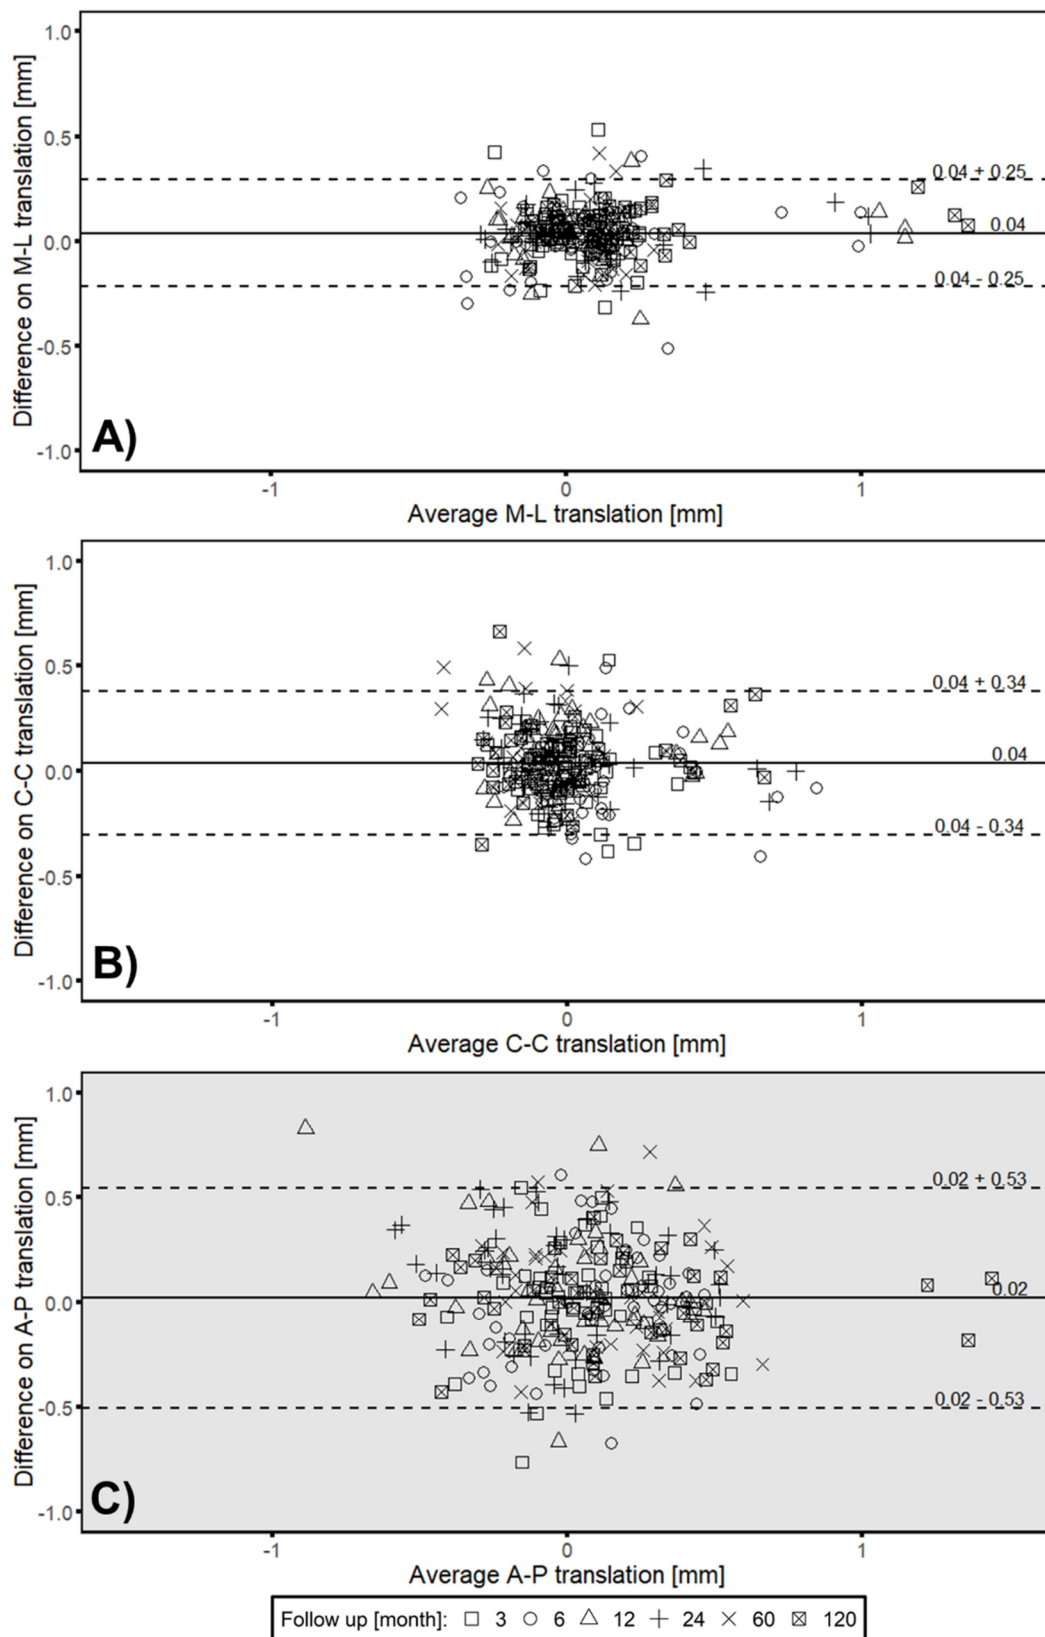 Difference on M-L translation [mm]
1.0
0.5
0.0
-0.5
-1.0
0.04 + 0.25
0.04
0.04 - 0.25
A)
-1 0 1
Average M-L translation [mm]
Difference on C-C translation [mm]
1.0
0.5
0.0
-0.5
-1.0
0.04 + 0.34
0.04
0.04 - 0.34
B)
-1 0 1
Average C-C translation [mm]
Difference on A-P translation [mm]
1.0
0.5
0.0
-0.5
-1.0
0.02 + 0.53
0.02
0.02 - 0.53
C)
-1 0 1
Average A-P translation [mm]
Follow up [month]: 3 6 12 24 60 120